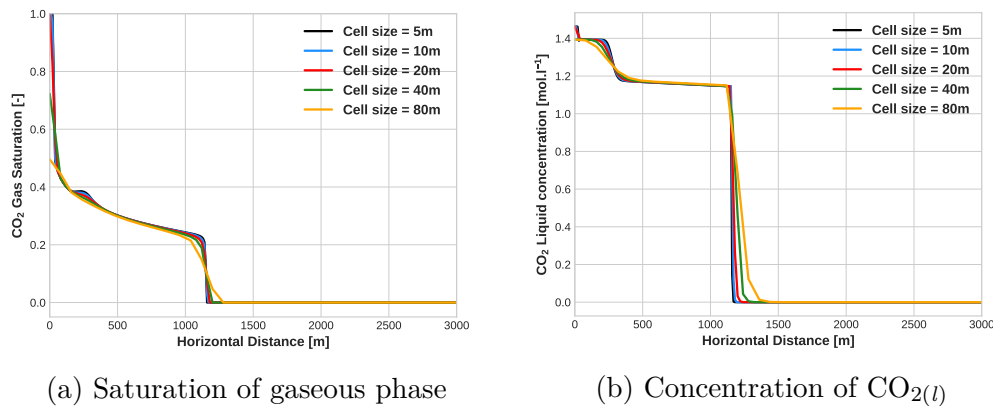 1.0
0.8
0.6
0.4
0.2
0.0
CO₂ Gas Saturation [-]
Cell size = 5m
Cell size = 10m
Cell size = 20m
Cell size = 40m
Cell size = 80m
0 500 1000 1500 2000 2500 3000
Horizontal Distance [m]
(a) Saturation of gaseous phase
1.4
1.2
1.0
0.8
0.6
0.4
0.2
0.0
CO₂ Liquid concentration [mol.l⁻¹]
Cell size = 5m
Cell size = 10m
Cell size = 20m
Cell size = 40m
Cell size = 80m
0 500 1000 1500 2000 2500 3000
Horizontal Distance [m]
(b) Concentration of CO₂₍ₗ₎